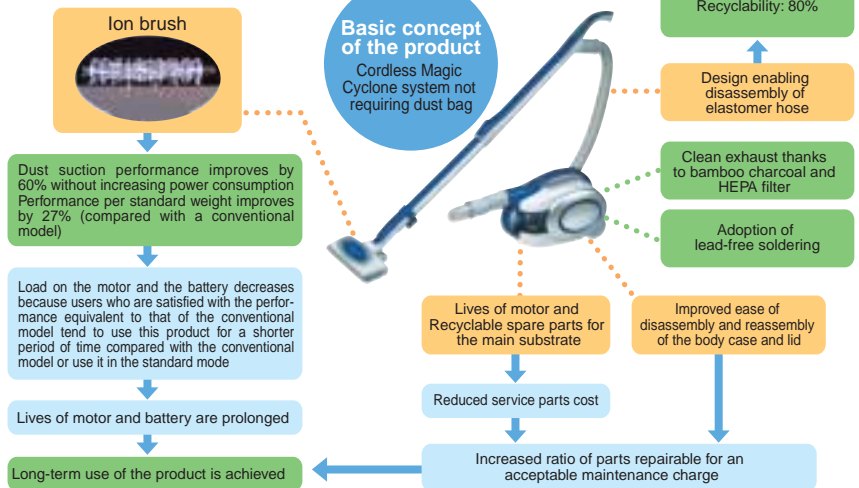 Ion brush
Basic concept
of the product
Cordless Magic
Cyclone system not
requiring dust bag
Recyclability: 80%
Design enabling
disassembly of
elastomer hose
Clean exhaust thanks
to bamboo charcoal and
HEPA filter
Adoption of
lead-free soldering
Dust suction performance improves by
60% without increasing power consumption
Performance per standard weight improves
by 27% (compared with a conventional
model)
Load on the motor and the battery decreases
because users who are satisfied with the perfor-
mance equivalent to that of the conventional
model tend to use this product for a shorter
period of time compared with the conventional
model or use it in the standard mode
Lives of motor and battery are prolonged
Long-term use of the product is achieved
Lives of motor and
Recyclable spare parts for
the main substrate
Improved ease of
disassembly and reassembly
of the body case and lid
Reduced service parts cost
Increased ratio of parts repairable for an
acceptable maintenance charge